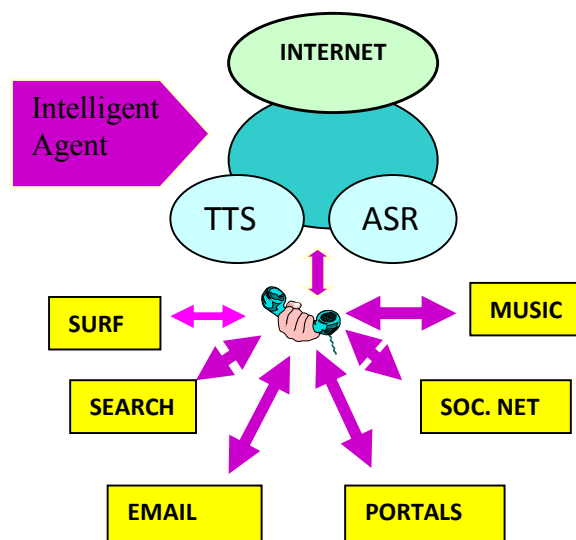 INTERNET
Intelligent
Agent
TTS
ASR
SURF
MUSIC
SEARCH
SOC. NET
EMAIL
PORTALS